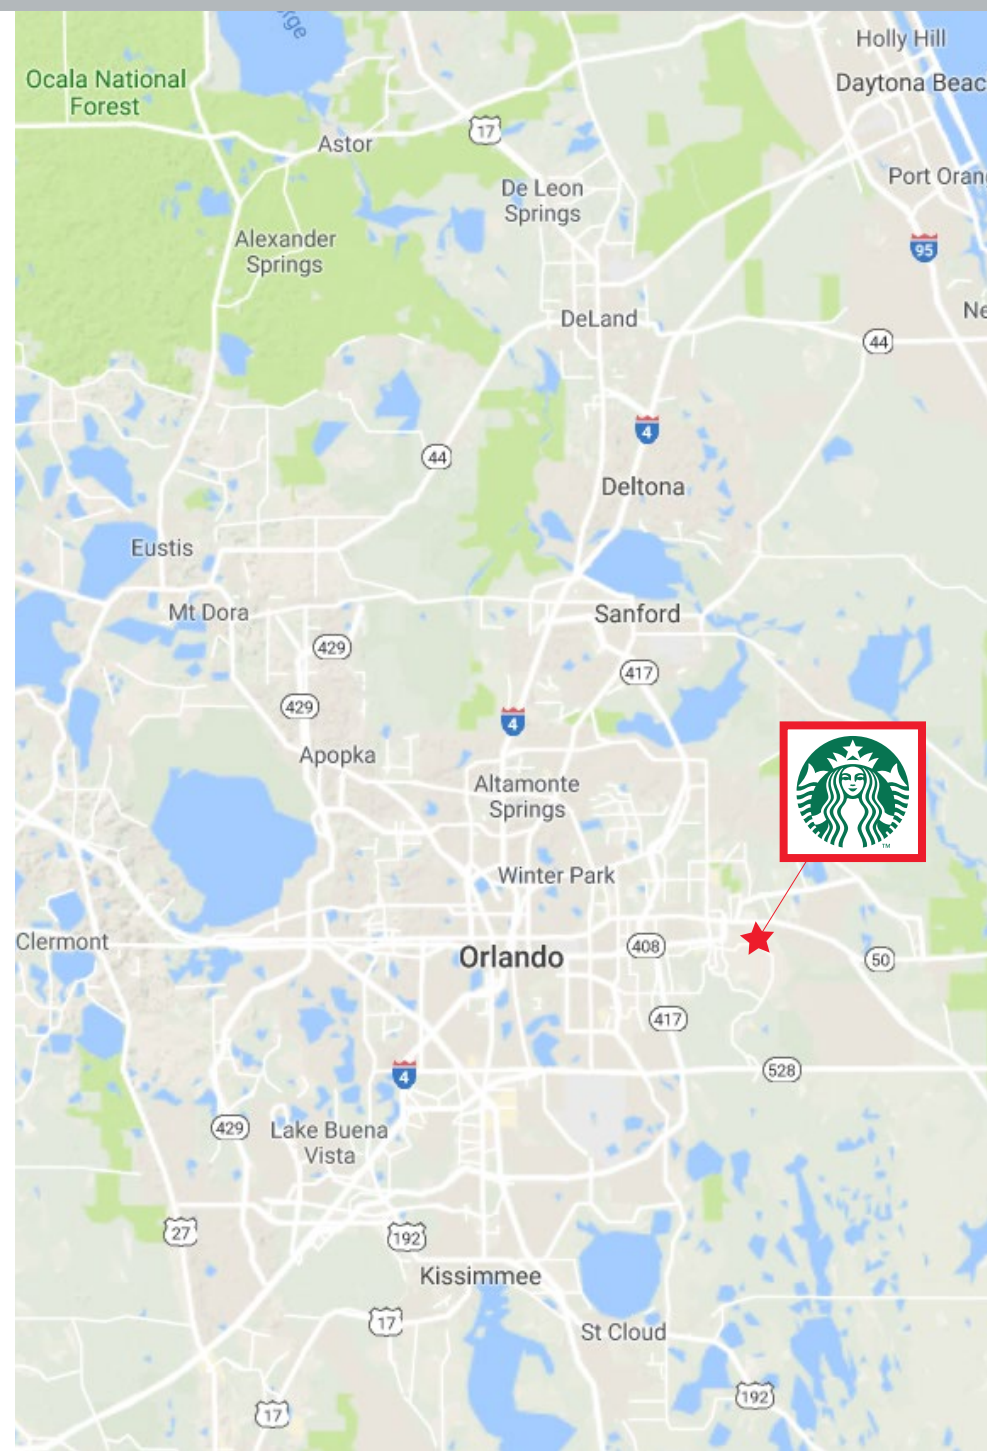 Holly Hill
Ocala National
Forest
Daytona Beac
17
Astor
Port Oran
De Leon
Springs
Alexander
Springs
95
DeLand
Ne
44
4
44
Deltona
Eustis
Mt Dora
Sanford
429
417
429
4
Apopka
Altamonte
Springs
TM
Winter Park
Clermont
Orlando
408
50
417
528
4
429
Lake Buena
Vista
27
192
Kissimmee
17
St Cloud
192
17